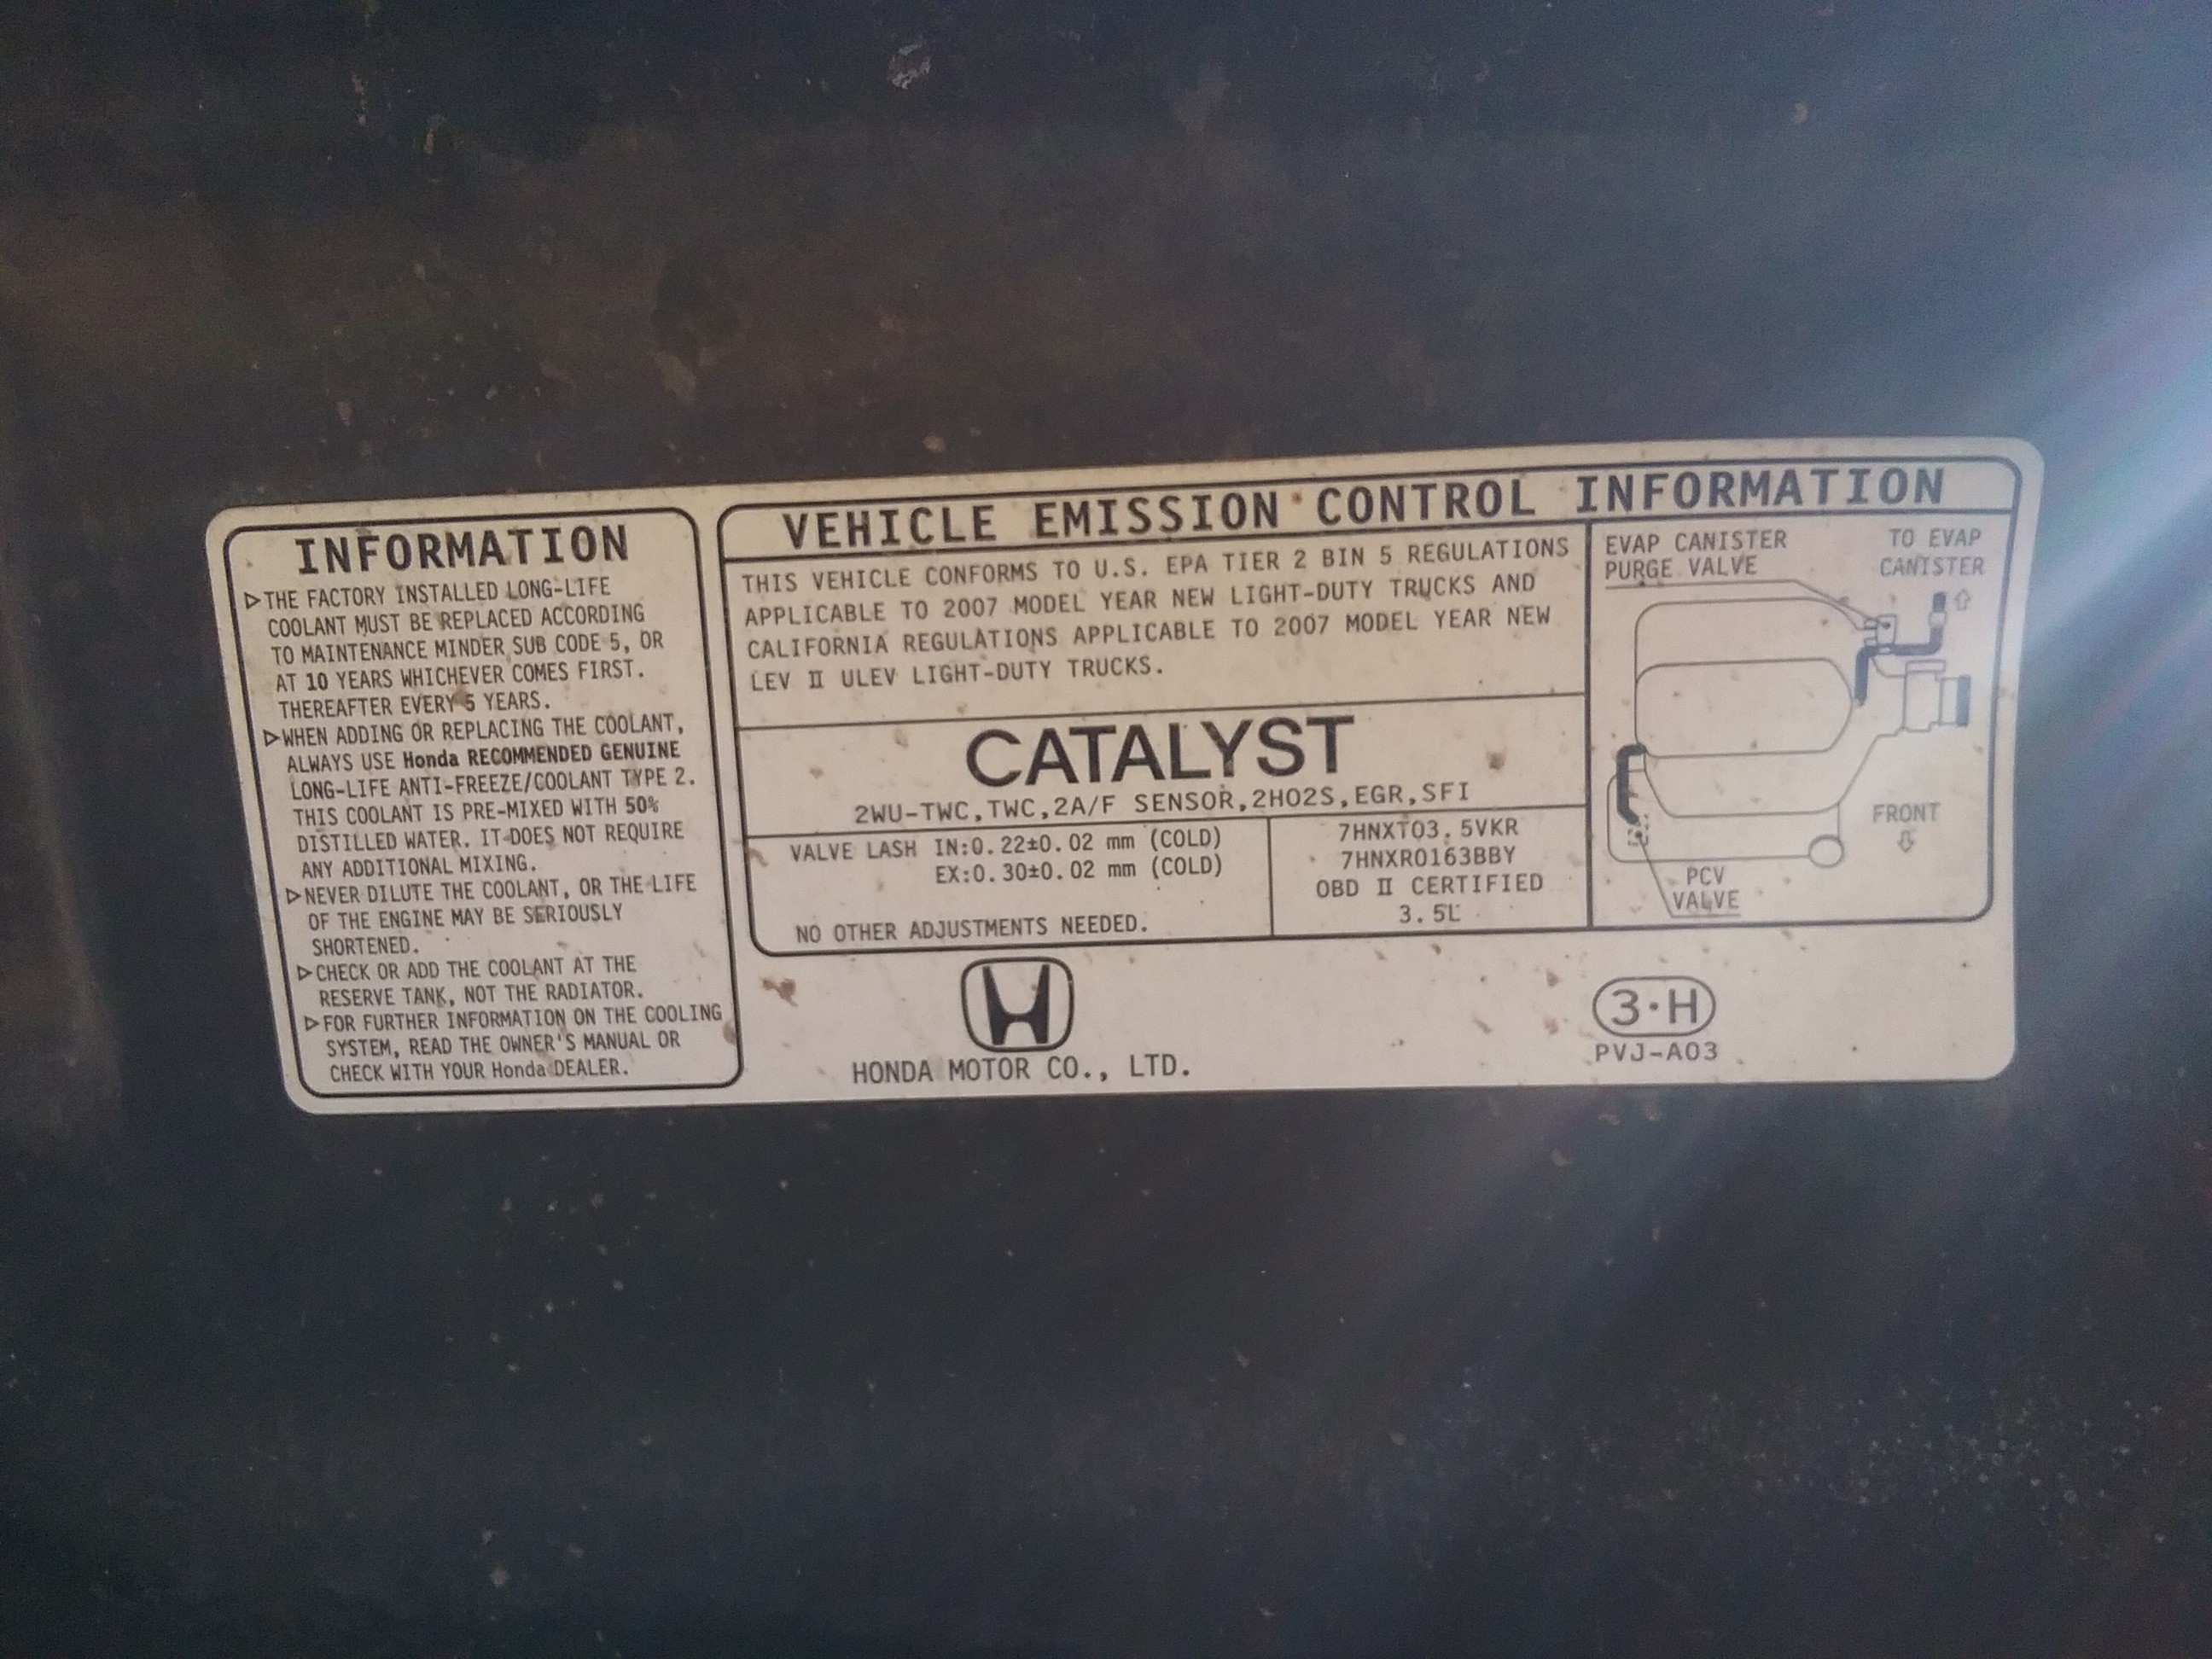 INFORMATION
▷THE FACTORY INSTALLED LONG-LIFE
COOLANT MUST BE REPLACED ACCORDING
TO MAINTENANCE MINDER SUB CODE 5, OR
AT 10 YEARS WHICHEVER COMES FIRST.
THEREAFTER EVERY 5 YEARS.
▷WHEN ADDING OR REPLACING THE COOLANT,
ALWAYS USE Honda RECOMMENDED GENUINE
LONG-LIFE ANTI-FREEZE/COOLANT TYPE 2.
THIS COOLANT IS PRE-MIXED WITH 50%
DISTILLED WATER. IT DOES NOT REQUIRE
ANY ADDITIONAL MIXING.
▷NEVER DILUTE THE COOLANT, OR THE LIFE
OF THE ENGINE MAY BE SERIOUSLY
SHORTENED.
▷CHECK OR ADD THE COOLANT AT THE
RESERVE TANK, NOT THE RADIATOR.
▷FOR FURTHER INFORMATION ON THE COOLING
SYSTEM, READ THE OWNER'S MANUAL OR
CHECK WITH YOUR Honda DEALER.
VEHICLE EMISSION CONTROL INFORMATION
THIS VEHICLE CONFORMS TO U.S. EPA TIER 2 BIN 5 REGULATIONS
APPLICABLE TO 2007 MODEL YEAR NEW LIGHT-DUTY TRUCKS AND
CALIFORNIA REGULATIONS APPLICABLE TO 2007 MODEL YEAR NEW
LEV II ULEV LIGHT-DUTY TRUCKS.
CATALYST
2WU-TWC,TWC,2A/F SENSOR,2HO2S,EGR,SFI
VALVE LASH IN:0.22±0.02 mm (COLD)
EX:0.30±0.02 mm (COLD)
NO OTHER ADJUSTMENTS NEEDED.
7HNXT03.5VKR
7HNXR0163BBY
OBD II CERTIFIED
3.5L
EVAP CANISTER
PURGE VALVE
TO EVAP
CANISTER
FRONT
PCV
VALVE
HONDA MOTOR CO., LTD.
3·H
PVJ-A03